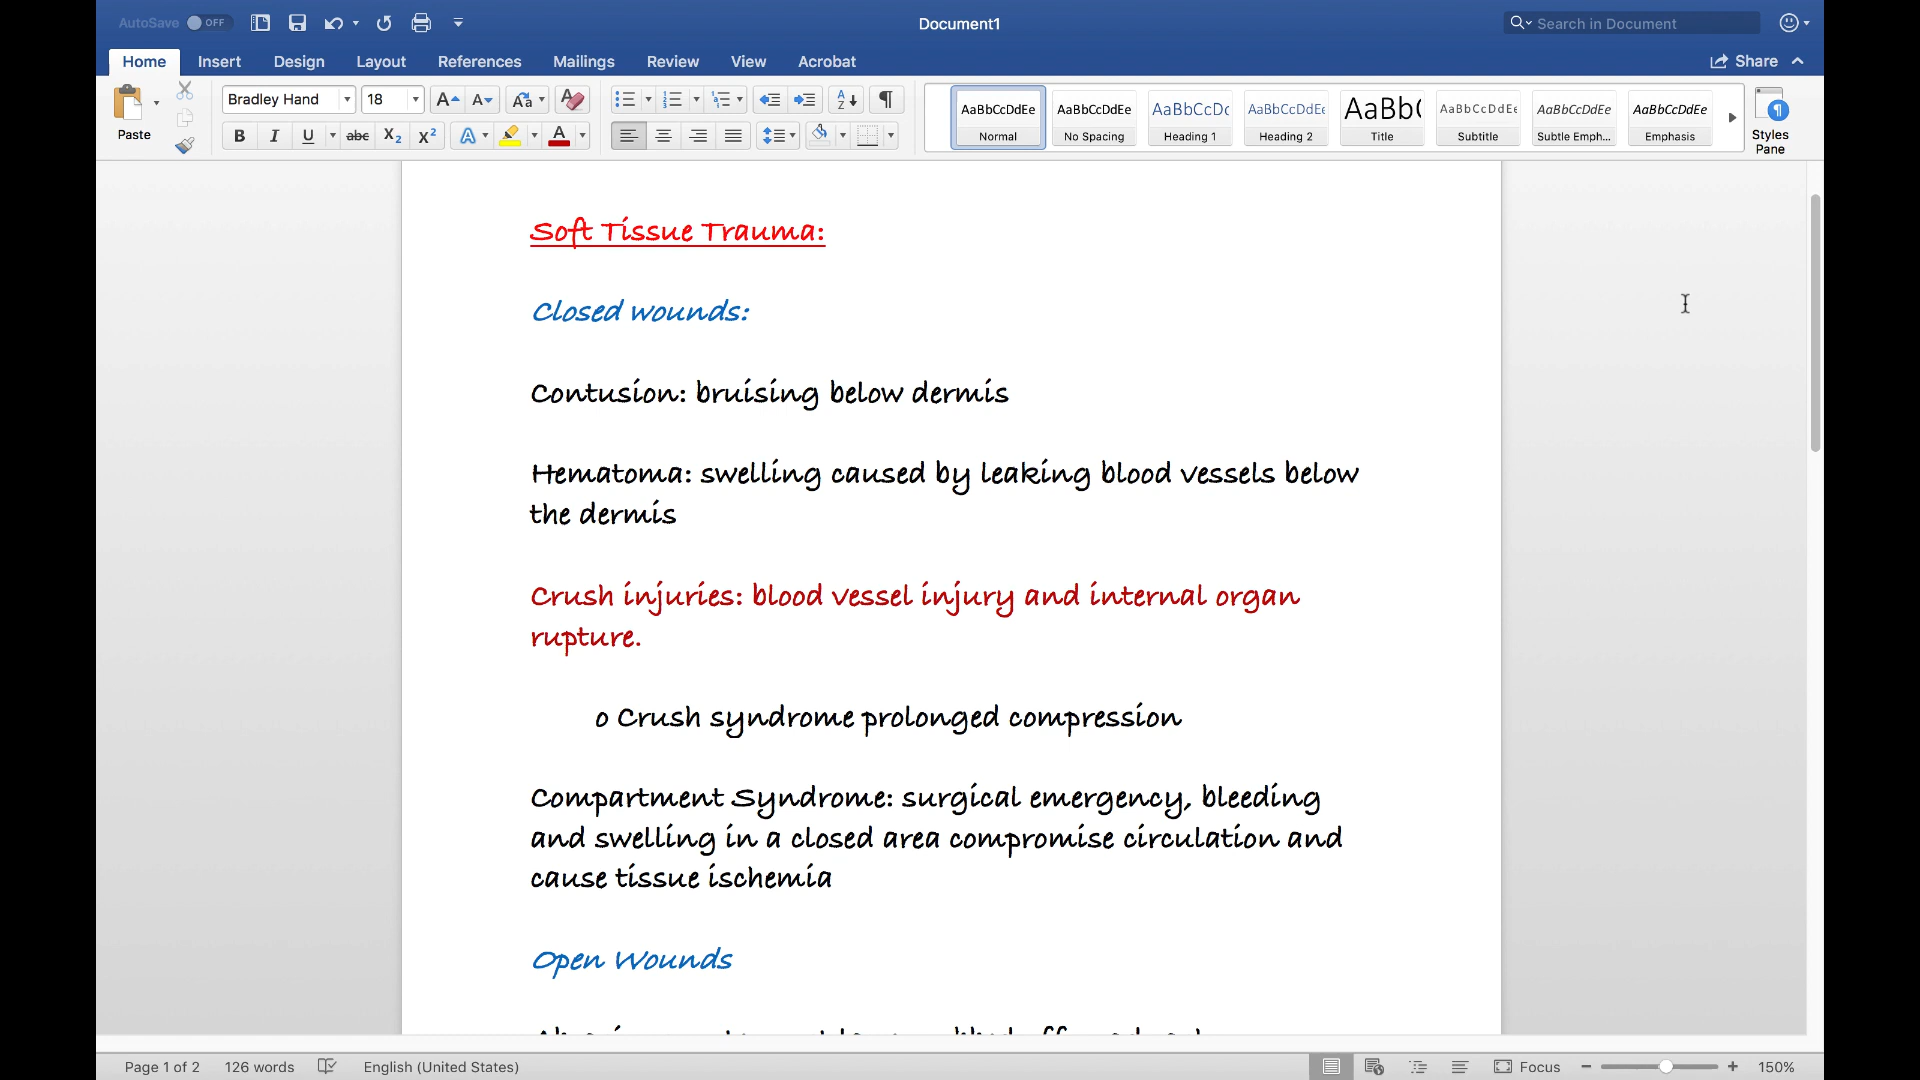 AutoSave OFF
Document1
Search in Document
Home Insert Design Layout References Mailings Review View Acrobat
Share
Paste
Bradley Hand 18
AaBbCcDdEe AaBbCcDdEe AaBbCcDc AaBbCcDdEe AaBb( AaBbCcDdEe AaBbCcDdEe AaBbCcDdEe
Normal No Spacing Heading 1 Heading 2 Title Subtitle Subtle Emph... Emphasis
Styles
Pane
B I U abc X₂ X²
Soft Tissue Trauma:
Closed wounds:
Contusion: bruising below dermis
Hematoma: swelling caused by leaking blood vessels below
the dermis
Crush injuries: blood vessel injury and internal organ
rupture.
o Crush syndrome prolonged compression
Compartment Syndrome: surgical emergency, bleeding
and swelling in a closed area compromise circulation and
cause tissue ischemia
Open Wounds
Page 1 of 2 126 words English (United States)
Focus 150%